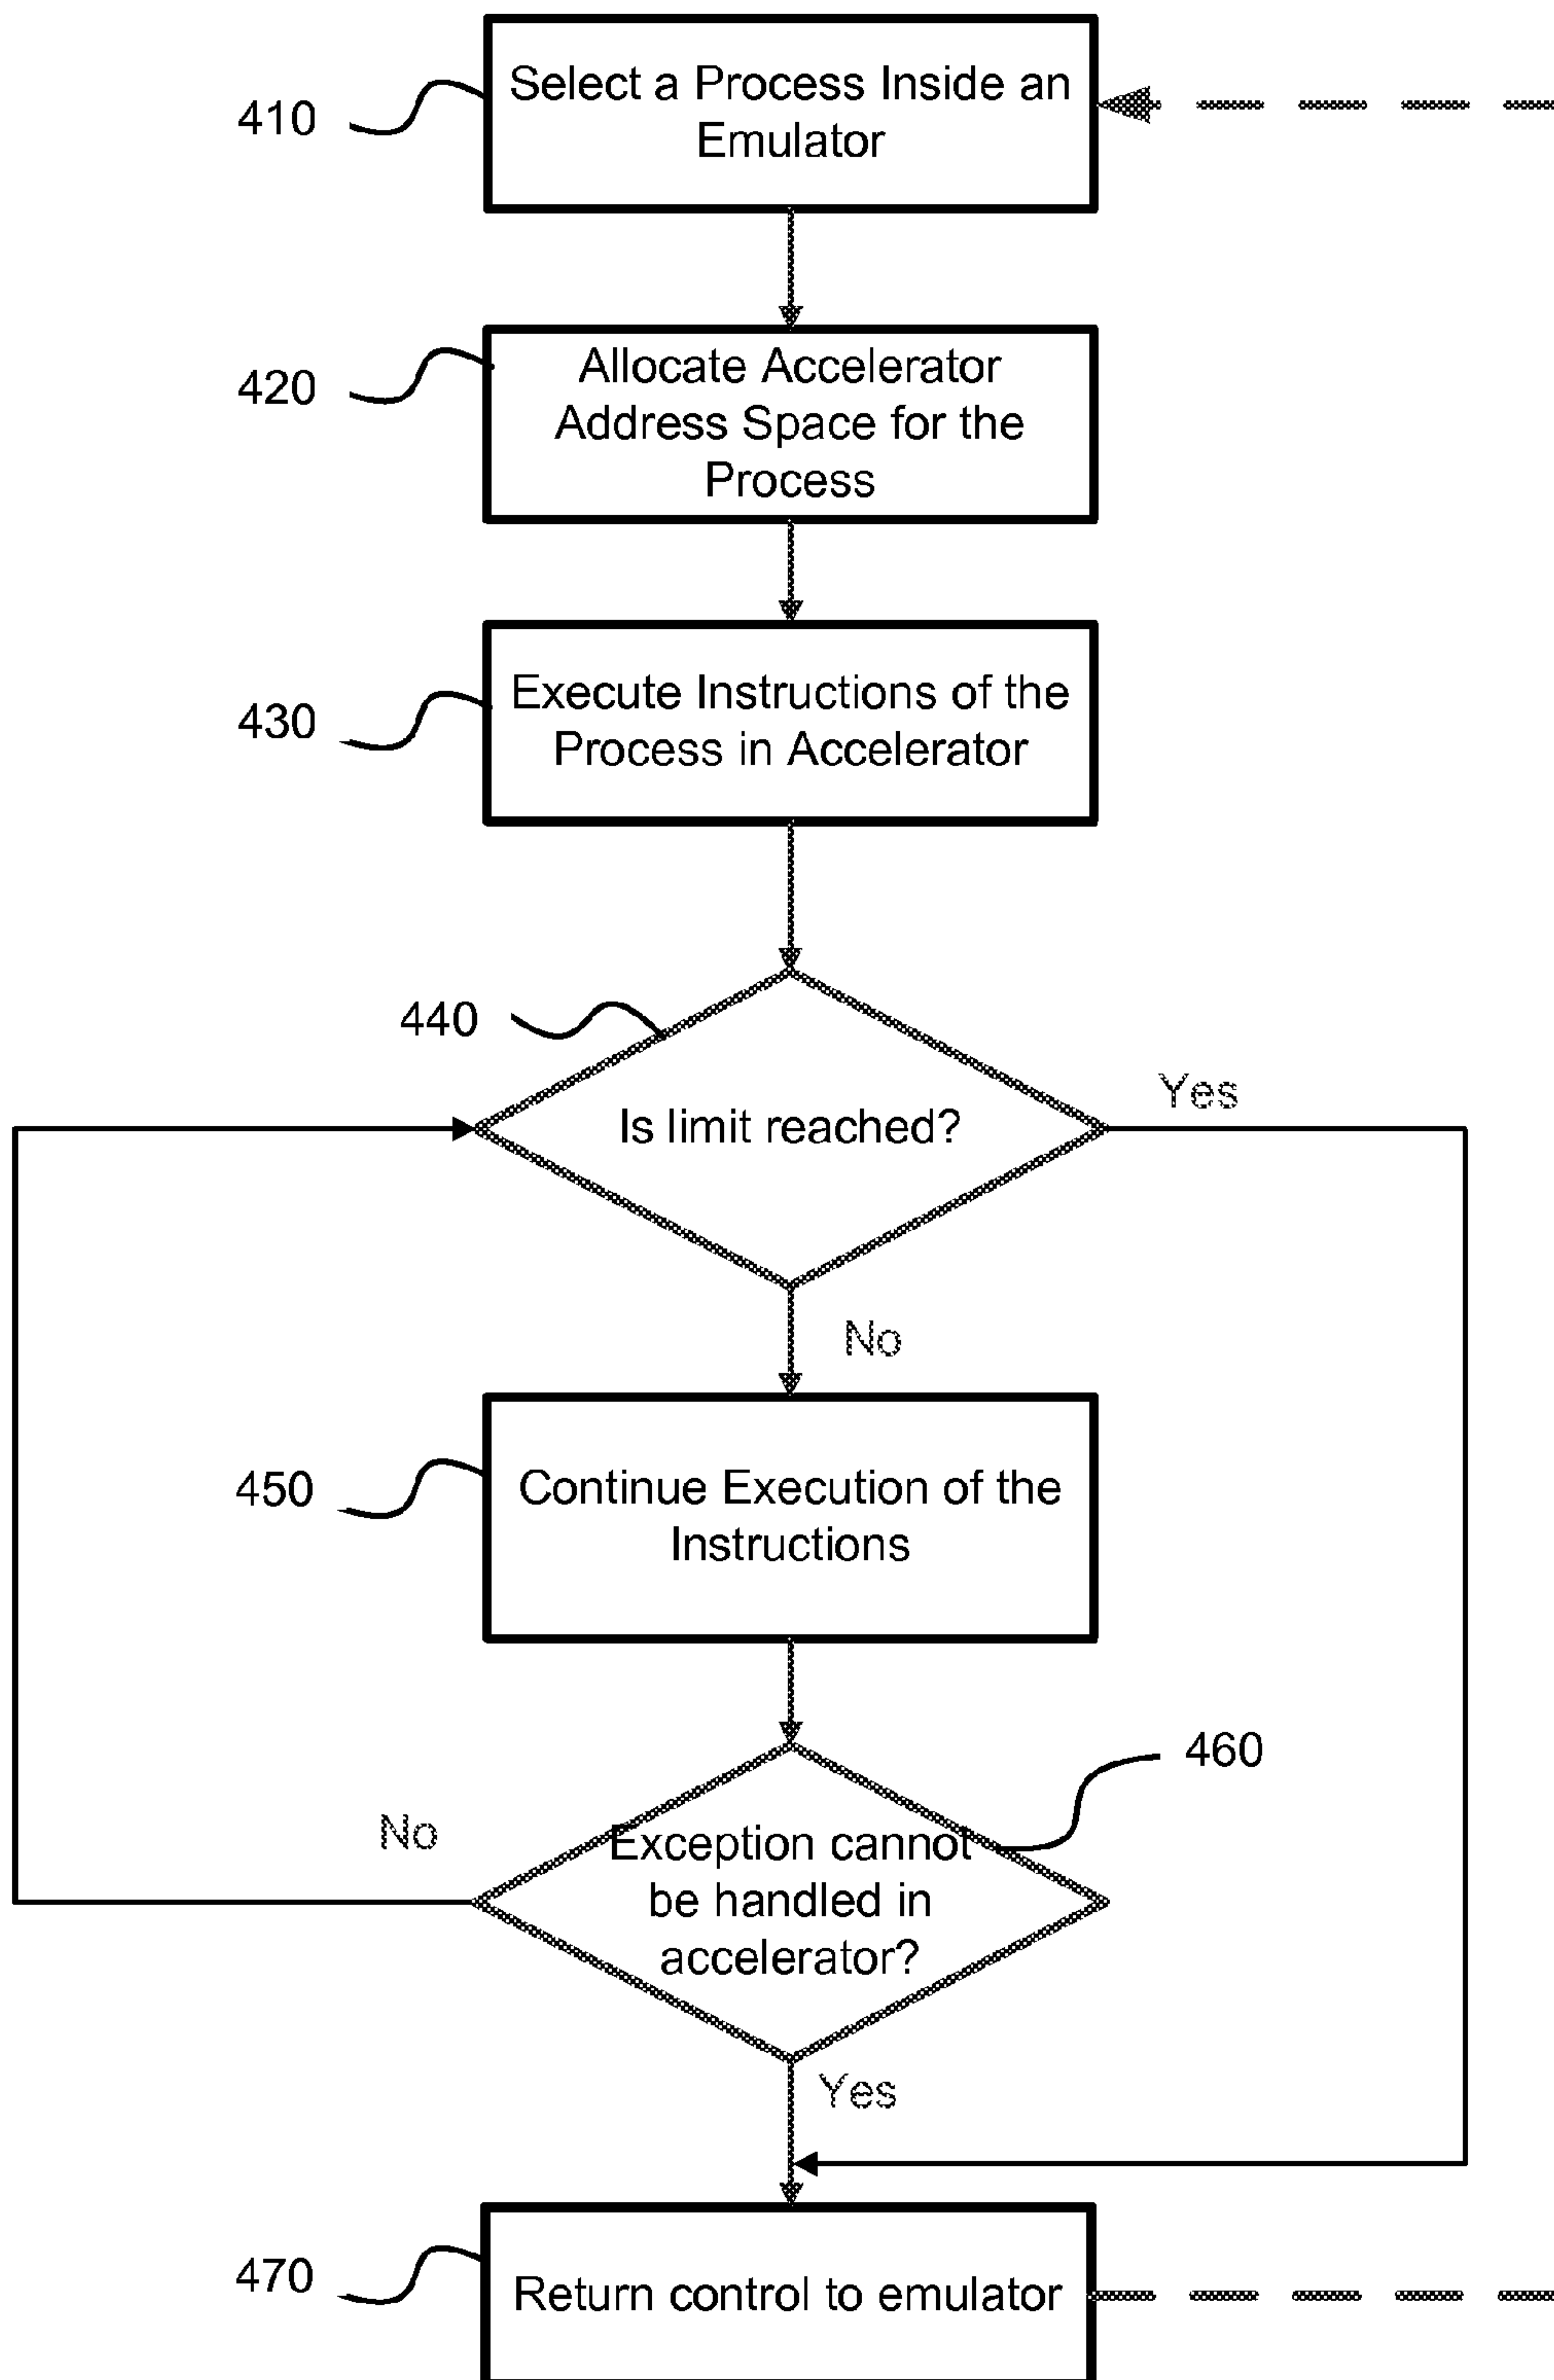 410
Select a Process Inside an
Emulator
420
Allocate Accelerator
Address Space for the
Process
430
Execute Instructions of the
Process in Accelerator
440
Is limit reached?
Yes
No
450
Continue Execution of the
Instructions
460
No
Exception cannot
be handled in
accelerator?
Yes
470
Return control to emulator